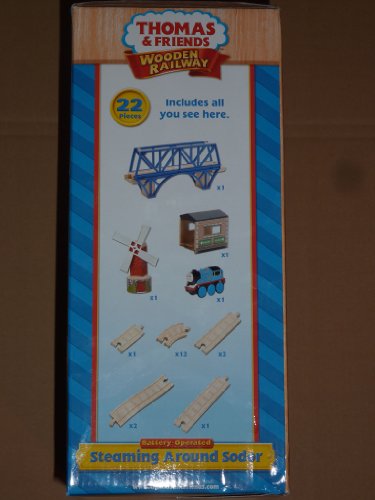 THOMAS
& FRIENDS
WOODEN
RAILWAY
22
Pieces
Includes all
you see here.
x1
x1
x1
x1
x1
x12
x2
x2
x1
Battery-Operated
Steaming Around Sodor